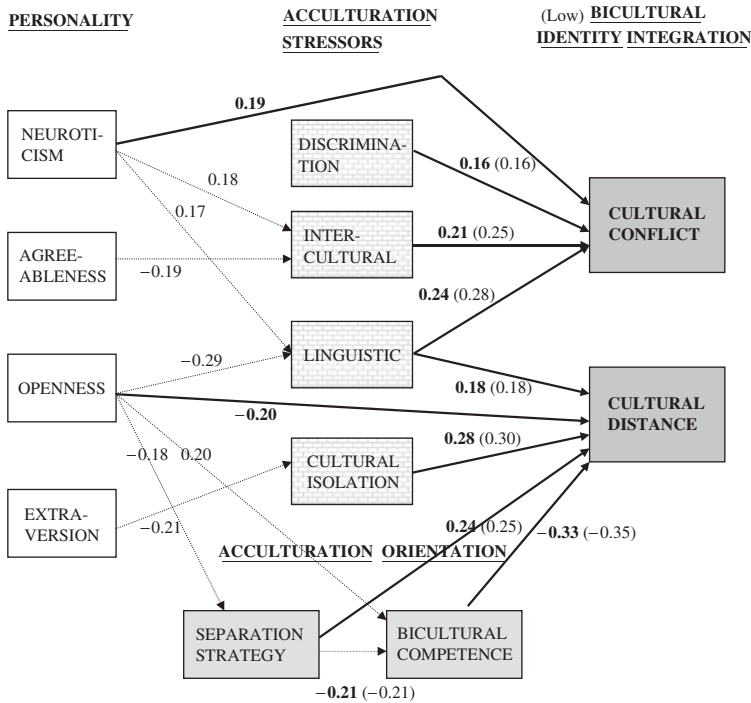 PERSONALITY
ACCULTURATION
STRESSORS
(Low) BICULTURAL
IDENTITY INTEGRATION
0.19
NEUROTI-
CISM
DISCRIMINA-
TION
0.16 (0.16)
0.18
0.17
CULTURAL
CONFLICT
INTER-
CULTURAL
0.21 (0.25)
AGREE-
ABLENESS
−0.19
0.24 (0.28)
LINGUISTIC
−0.29
OPENNESS
0.18 (0.18)
CULTURAL
DISTANCE
−0.20
0.28 (0.30)
−0.18
0.20
CULTURAL
ISOLATION
EXTRA-
VERSION
−0.21
0.24 (0.25)
−0.33 (−0.35)
ACCULTURATION ORIENTATION
SEPARATION
STRATEGY
BICULTURAL
COMPETENCE
−0.21 (−0.21)